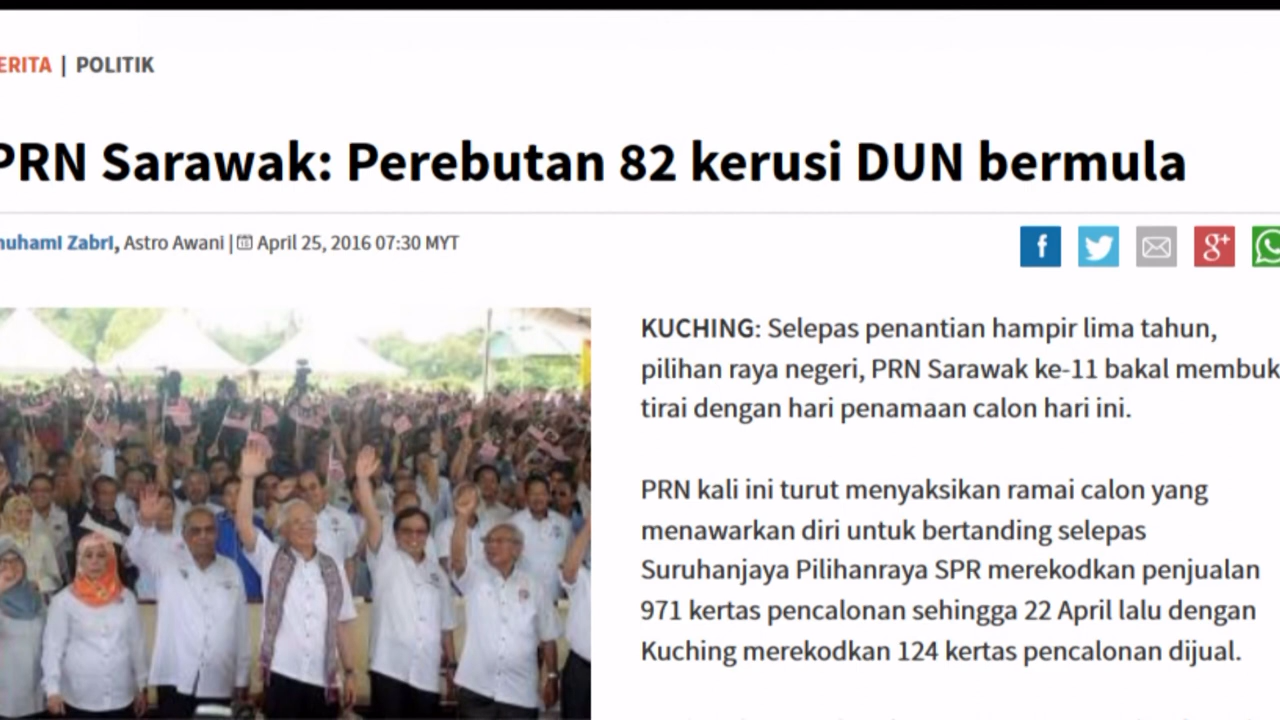 ERITA | POLITIK
PRN Sarawak: Perebutan 82 kerusi DUN bermula
huhami Zabri, Astro Awani | April 25, 2016 07:30 MYT
KUCHING: Selepas penantian hampir lima tahun,
pilihan raya negeri, PRN Sarawak ke-11 bakal membuk
tirai dengan hari penamaan calon hari ini.
PRN kali ini turut menyaksikan ramai calon yang
menawarkan diri untuk bertanding selepas
Suruhanjaya Pilihanraya SPR merekodkan penjualan
971 kertas pencalonan sehingga 22 April lalu dengan
Kuching merekodkan 124 kertas pencalonan dijual.